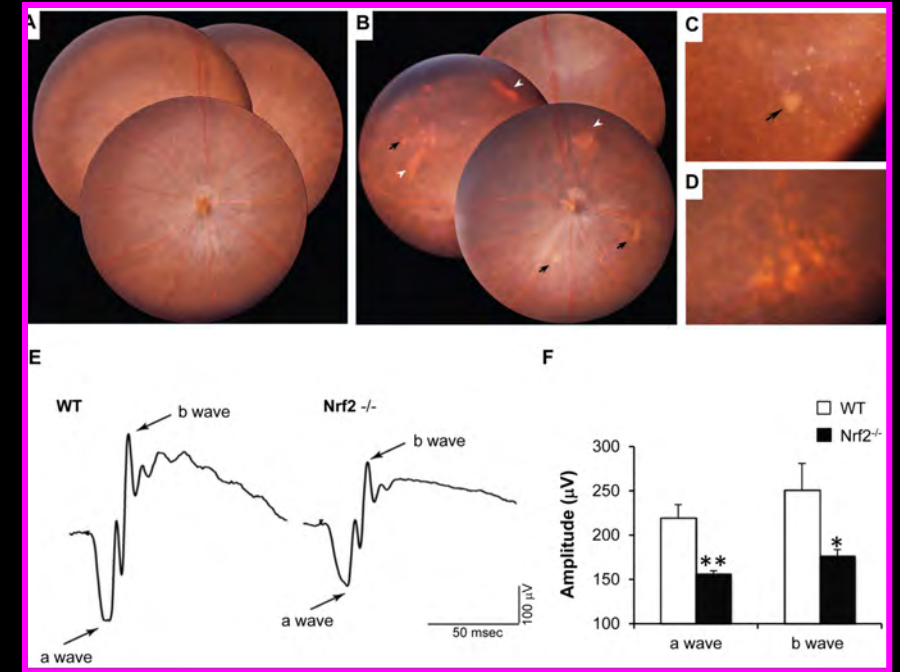 A
B
C
D
E
F
WT
b wave
Nrf2 -/-
b wave
a wave
a wave
100 μV
50 msec
WT
Nrf2-/-
Amplitude (μV)
300
250
200
150
100
**
*
a wave
b wave